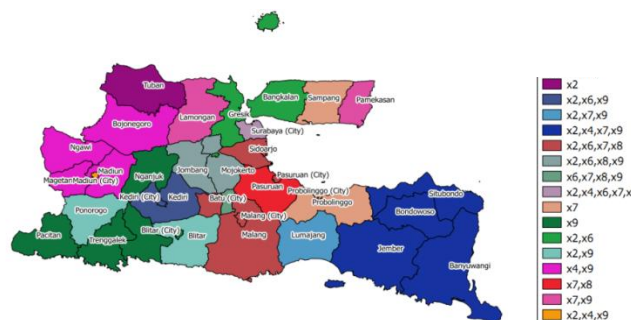 Tuban
Bangkalan
Sampang
Pamekasan
Lamongan
Gresik
Bojonegoro
Surabaya (City)
Ngawi
Sidoarjo
Madiun
Magetan
Madiun (City)
Nganjuk
Jombang
Mojokerto
Pasuruan (City)
Pasuruan
Probolinggo (City)
Probolinggo
Kediri (City)
Kediri
Batu (City)
Situbondo
Bondowoso
Ponorogo
Malang (City)
Pacitan
Trenggalek
Blitar (City)
Blitar
Malang
Lumajang
Jember
Banyuwangi
x2
x2,x6,x9
x2,x7,x9
x2,x4,x7,x9
x2,x6,x7,x8
x2,x6,x8,x9
x6,x7,x8,x9
x2,x4,x6,x7,x
x7
x9
x2,x6
x2,x9
x4,x9
x7,x8
x7,x9
x2,x4,x9